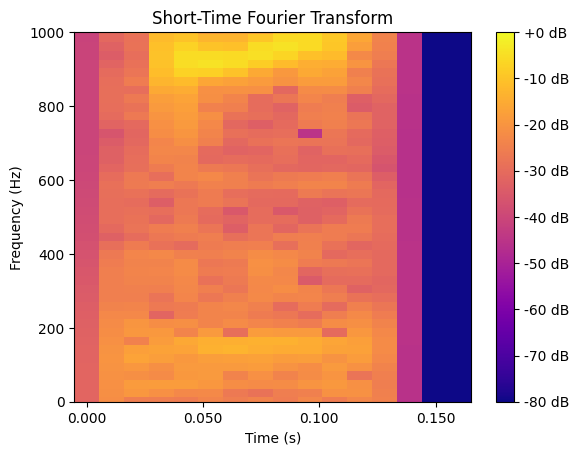 Short-Time Fourier Transform
Frequency (Hz)
1000
800
600
400
200
0
0.000
0.050
0.100
0.150
Time (s)
+0 dB
-10 dB
-20 dB
-30 dB
-40 dB
-50 dB
-60 dB
-70 dB
-80 dB